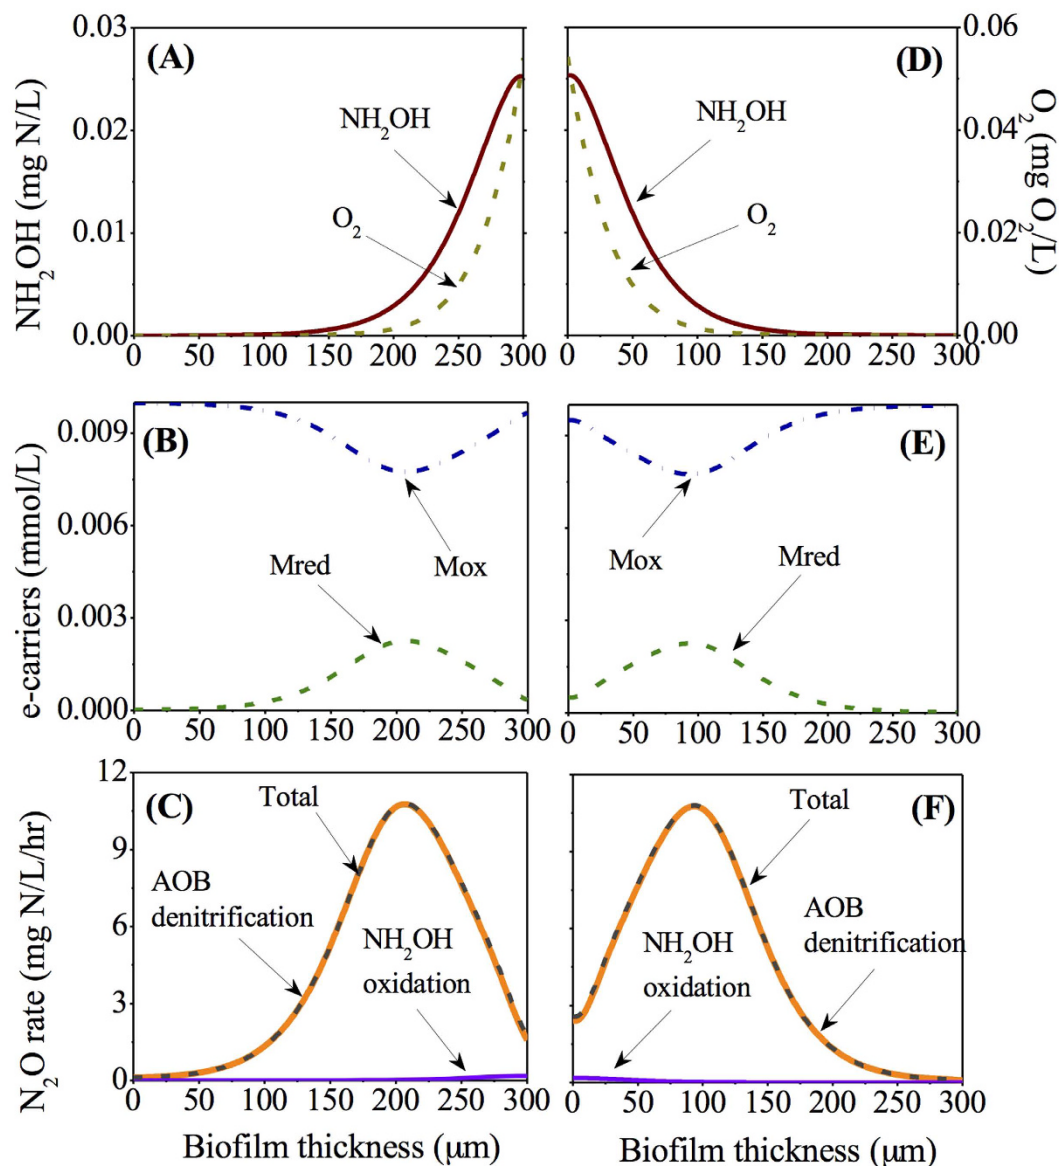 (A)
NH₂OH (mg N/L)
0.03
0.02
0.01
0.00
NH₂OH
O₂
0 50 100 150 200 250 300
(D)
O₂ (mg O₂/L)
0.06
0.04
0.02
0.00
NH₂OH
O₂
0 50 100 150 200 250 300
(B)
e-carriers (mmol/L)
0.009
0.006
0.003
0.000
Mred
Mox
0 50 100 150 200 250 300
(E)
Mox
Mred
0 50 100 150 200 250 300
(C)
N₂O rate (mg N/L/hr)
12
9
6
3
0
Total
AOB
denitrification
NH₂OH
oxidation
0 50 100 150 200 250 300
Biofilm thickness (μm)
(F)
Total
AOB
denitrification
NH₂OH
oxidation
0 50 100 150 200 250 300
Biofilm thickness (μm)